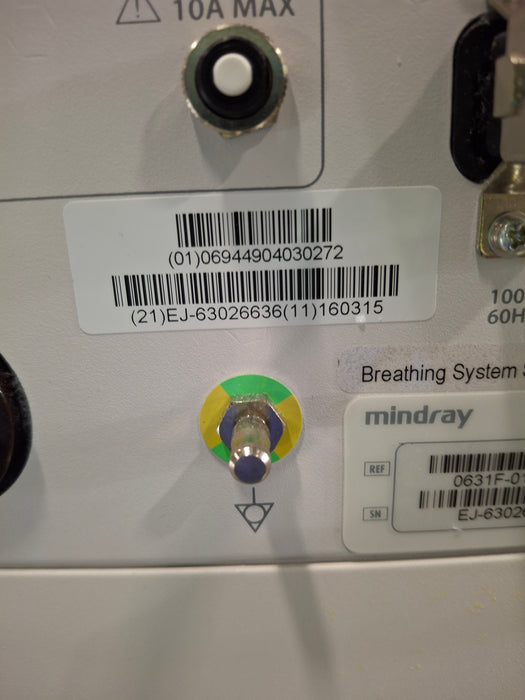 10A MAX
(01)06944904030272
(21)EJ-63026636(11)160315
100
60H
Breathing System
mindray
REF
0631F-01
SN
EJ-6302